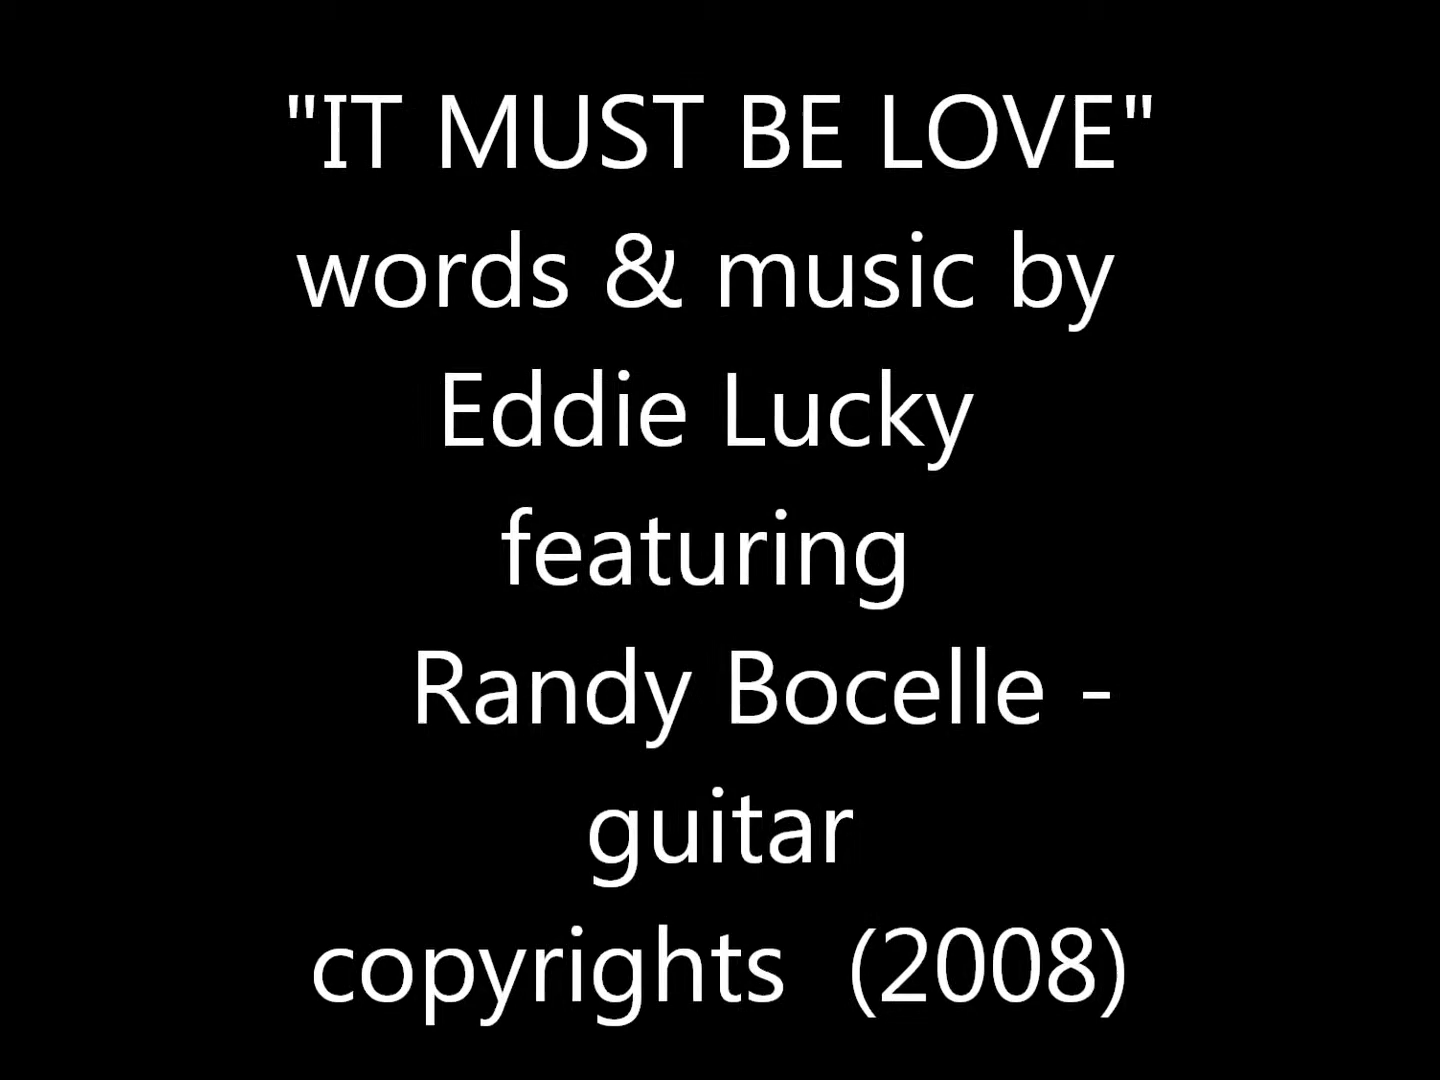 "IT MUST BE LOVE"
words & music by
Eddie Lucky
featuring
Randy Bocelle -
guitar
copyrights (2008)